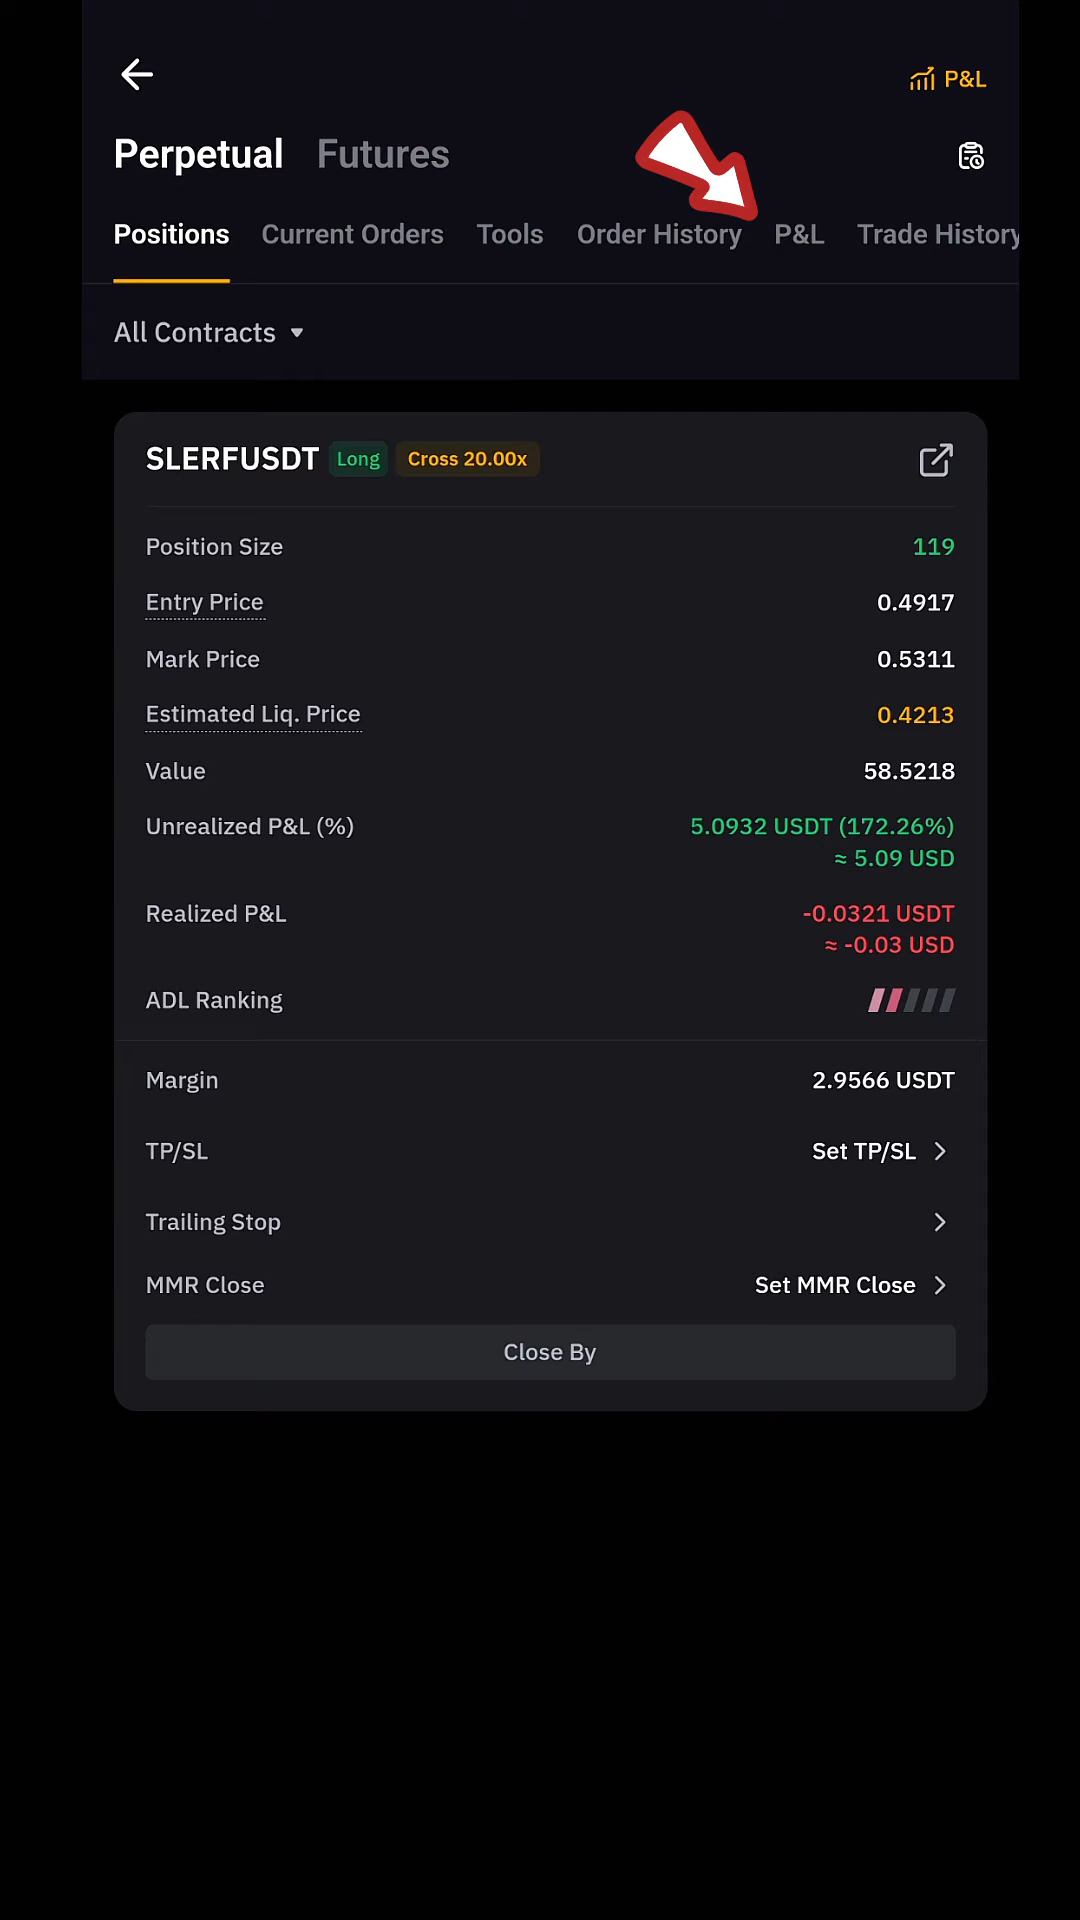 P&L
Perpetual Futures
Positions Current Orders Tools Order History P&L Trade History
All Contracts
SLERFUSDT Long Cross 20.00x
Position Size 119
Entry Price 0.4917
Mark Price 0.5311
Estimated Liq. Price 0.4213
Value 58.5218
Unrealized P&L (%) 5.0932 USDT (172.26%)
≈ 5.09 USD
Realized P&L -0.0321 USDT
≈ -0.03 USD
ADL Ranking
Margin 2.9566 USDT
TP/SL Set TP/SL
Trailing Stop
MMR Close Set MMR Close
Close By